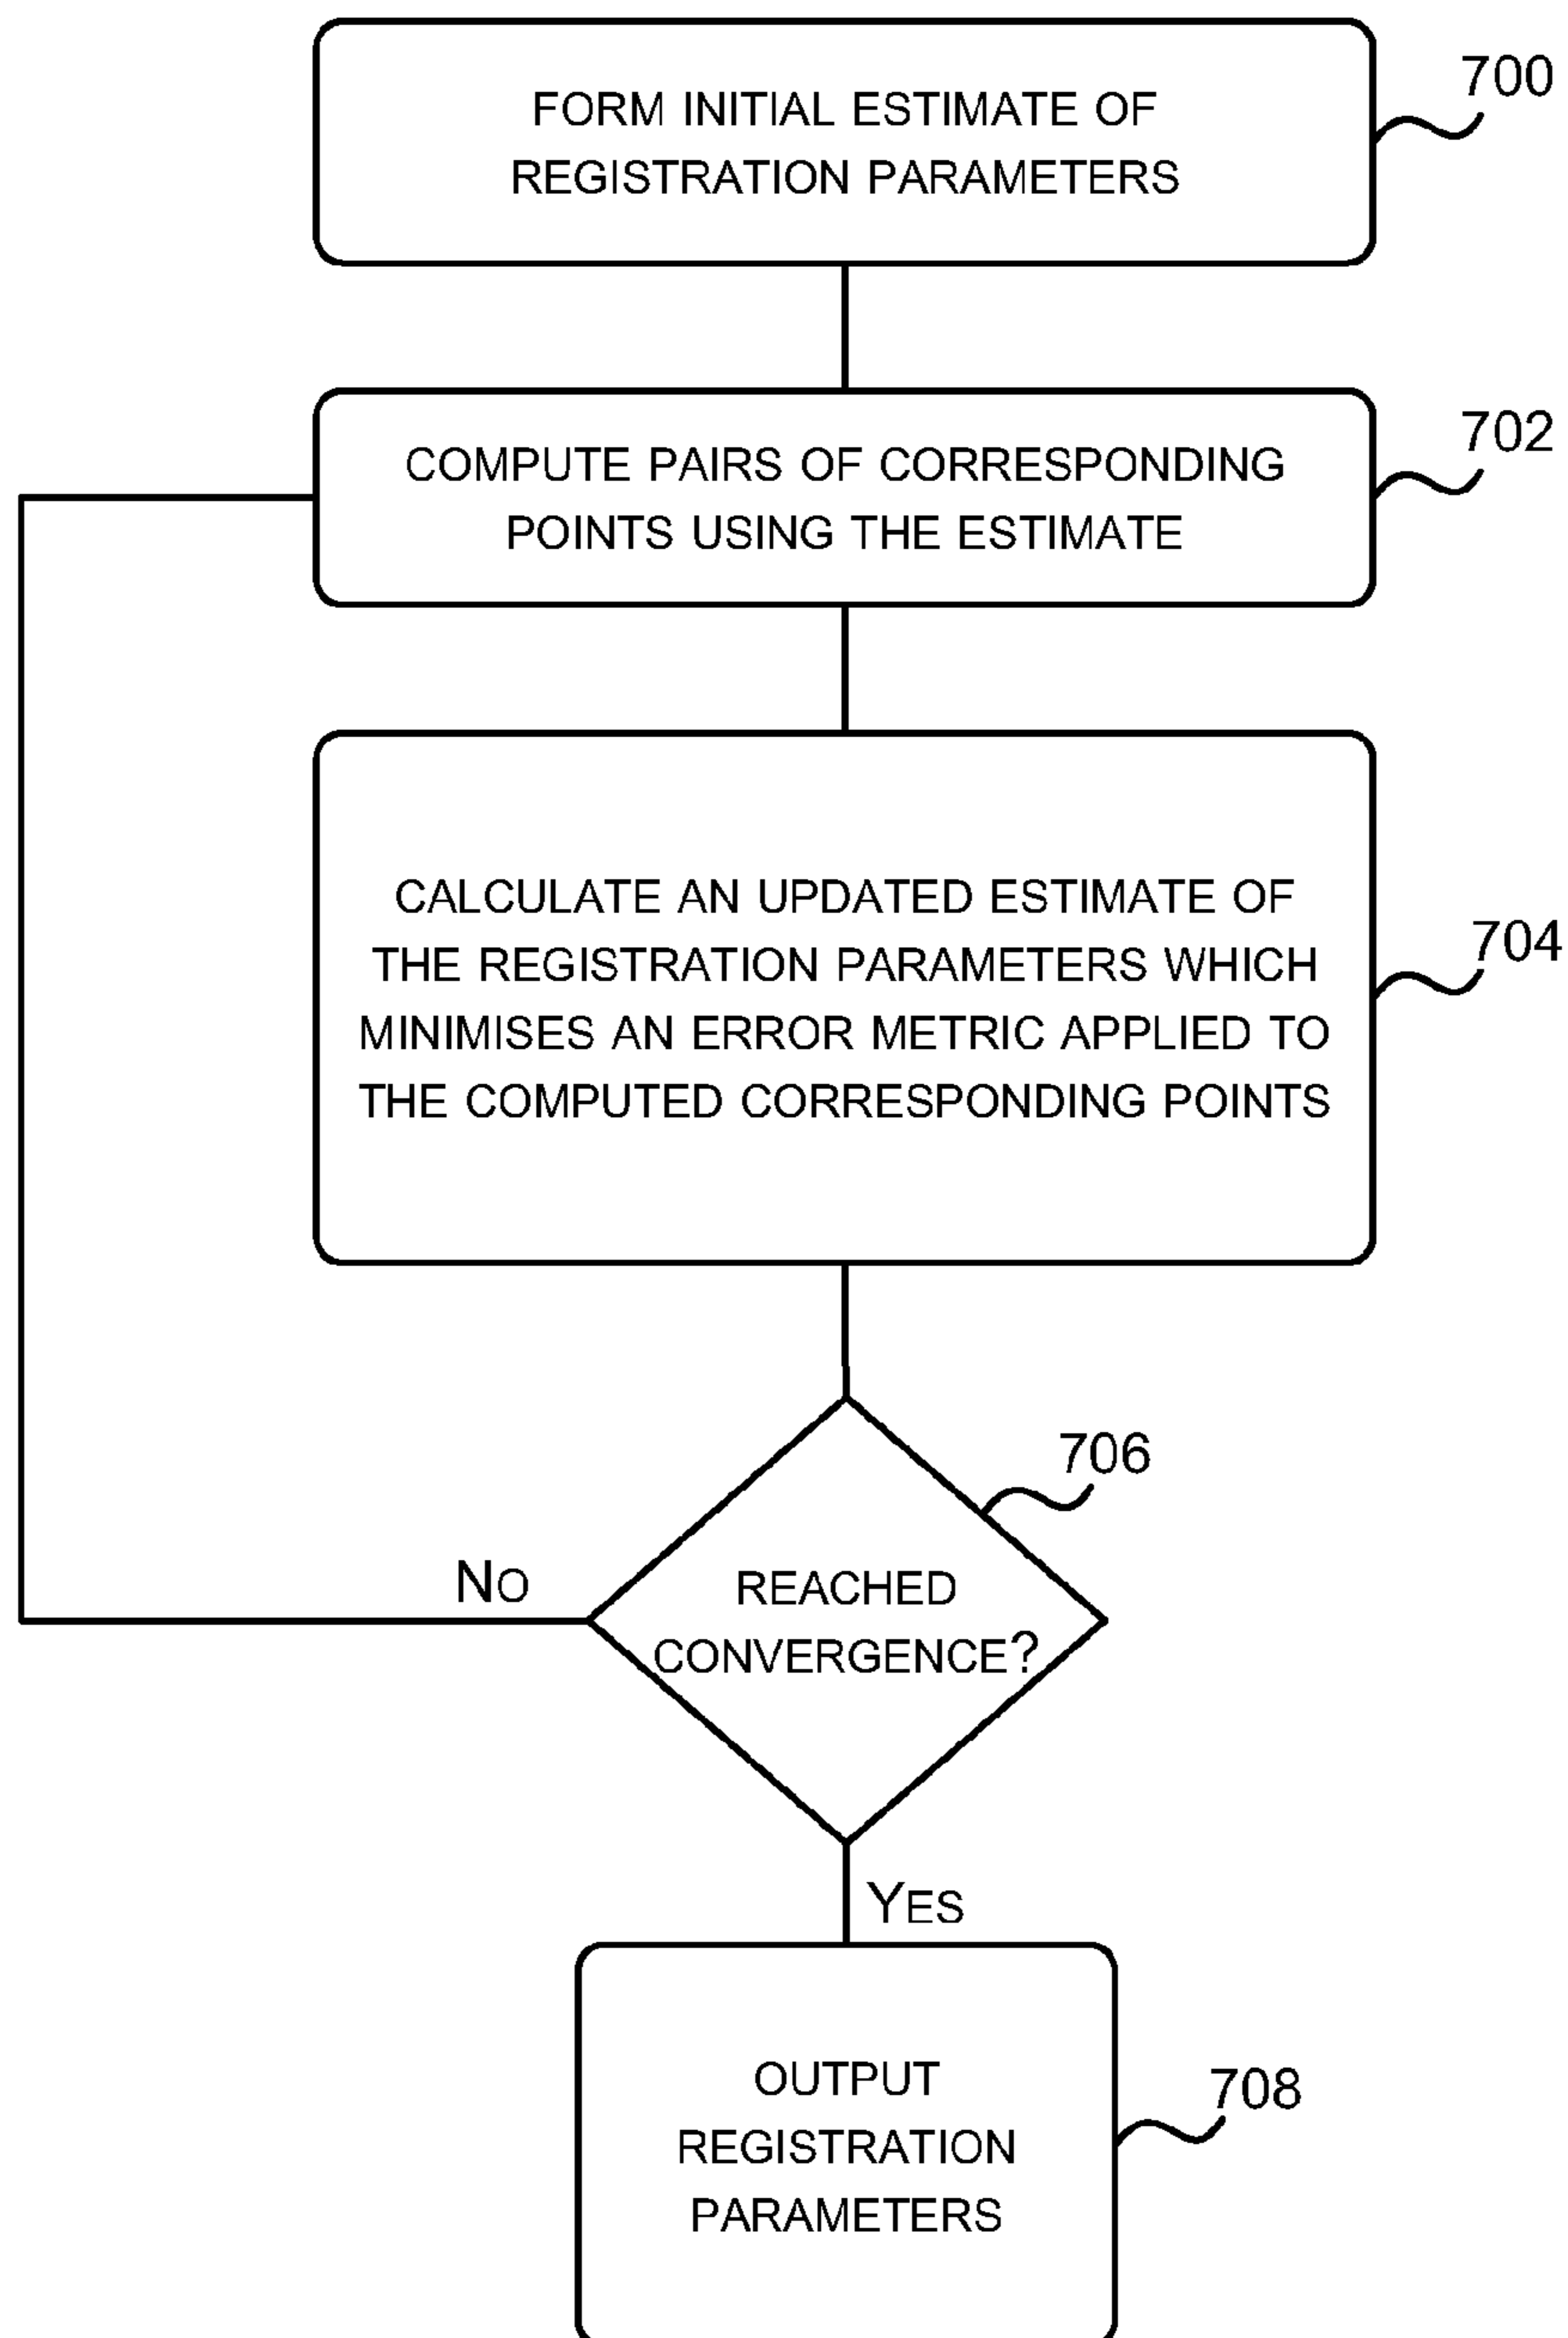 700
FORM INITIAL ESTIMATE OF
REGISTRATION PARAMETERS
702
COMPUTE PAIRS OF CORRESPONDING
POINTS USING THE ESTIMATE
704
CALCULATE AN UPDATED ESTIMATE OF
THE REGISTRATION PARAMETERS WHICH
MINIMISES AN ERROR METRIC APPLIED TO
THE COMPUTED CORRESPONDING POINTS
706
NO
REACHED
CONVERGENCE?
YES
708
OUTPUT
REGISTRATION
PARAMETERS